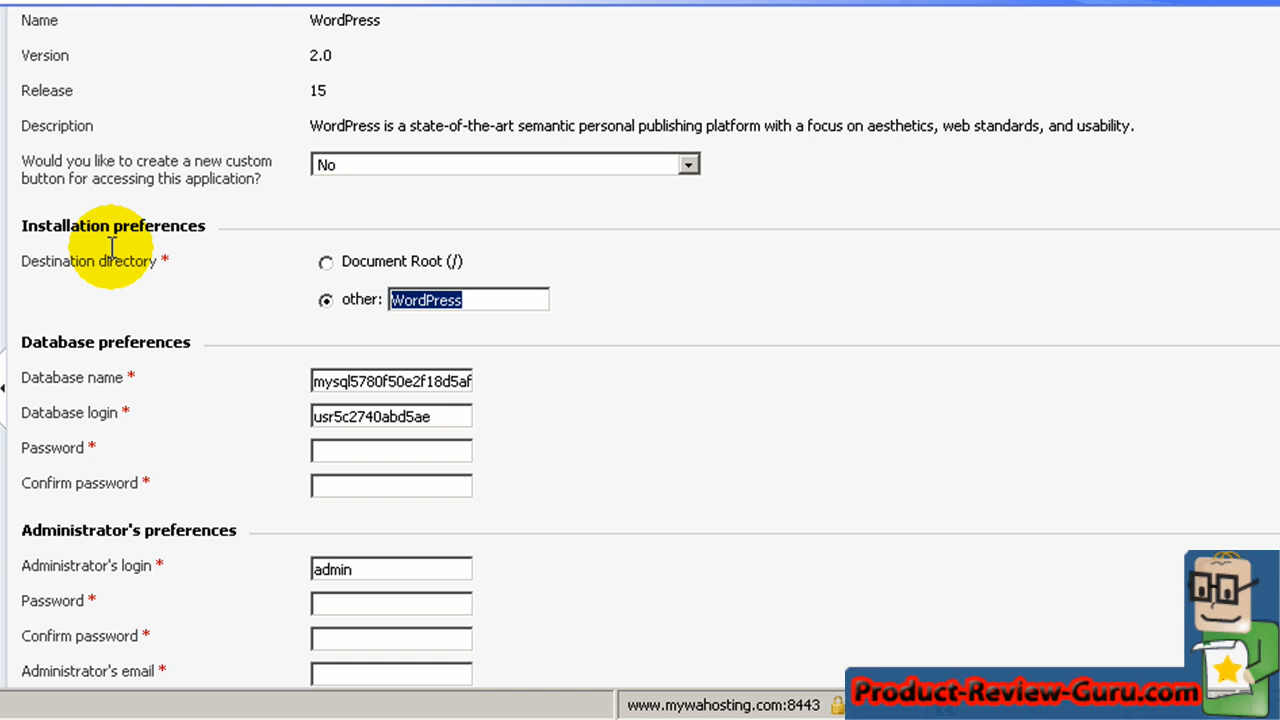 Name WordPress
Version 2.0
Release 15
Description WordPress is a state-of-the-art semantic personal publishing platform with a focus on aesthetics, web standards, and usability.
Would you like to create a new custom
button for accessing this application?
No
Installation preferences
Destination directory * Document Root (/)
other: WordPress
Database preferences
Database name * mysql5780f50e2f18d5af
Database login * usr5c2740abd5ae
Password *
Confirm password *
Administrator's preferences
Administrator's login * admin
Password *
Confirm password *
Administrator's email *
www.mywahosting.com:8443
Product-Review-Guru.com